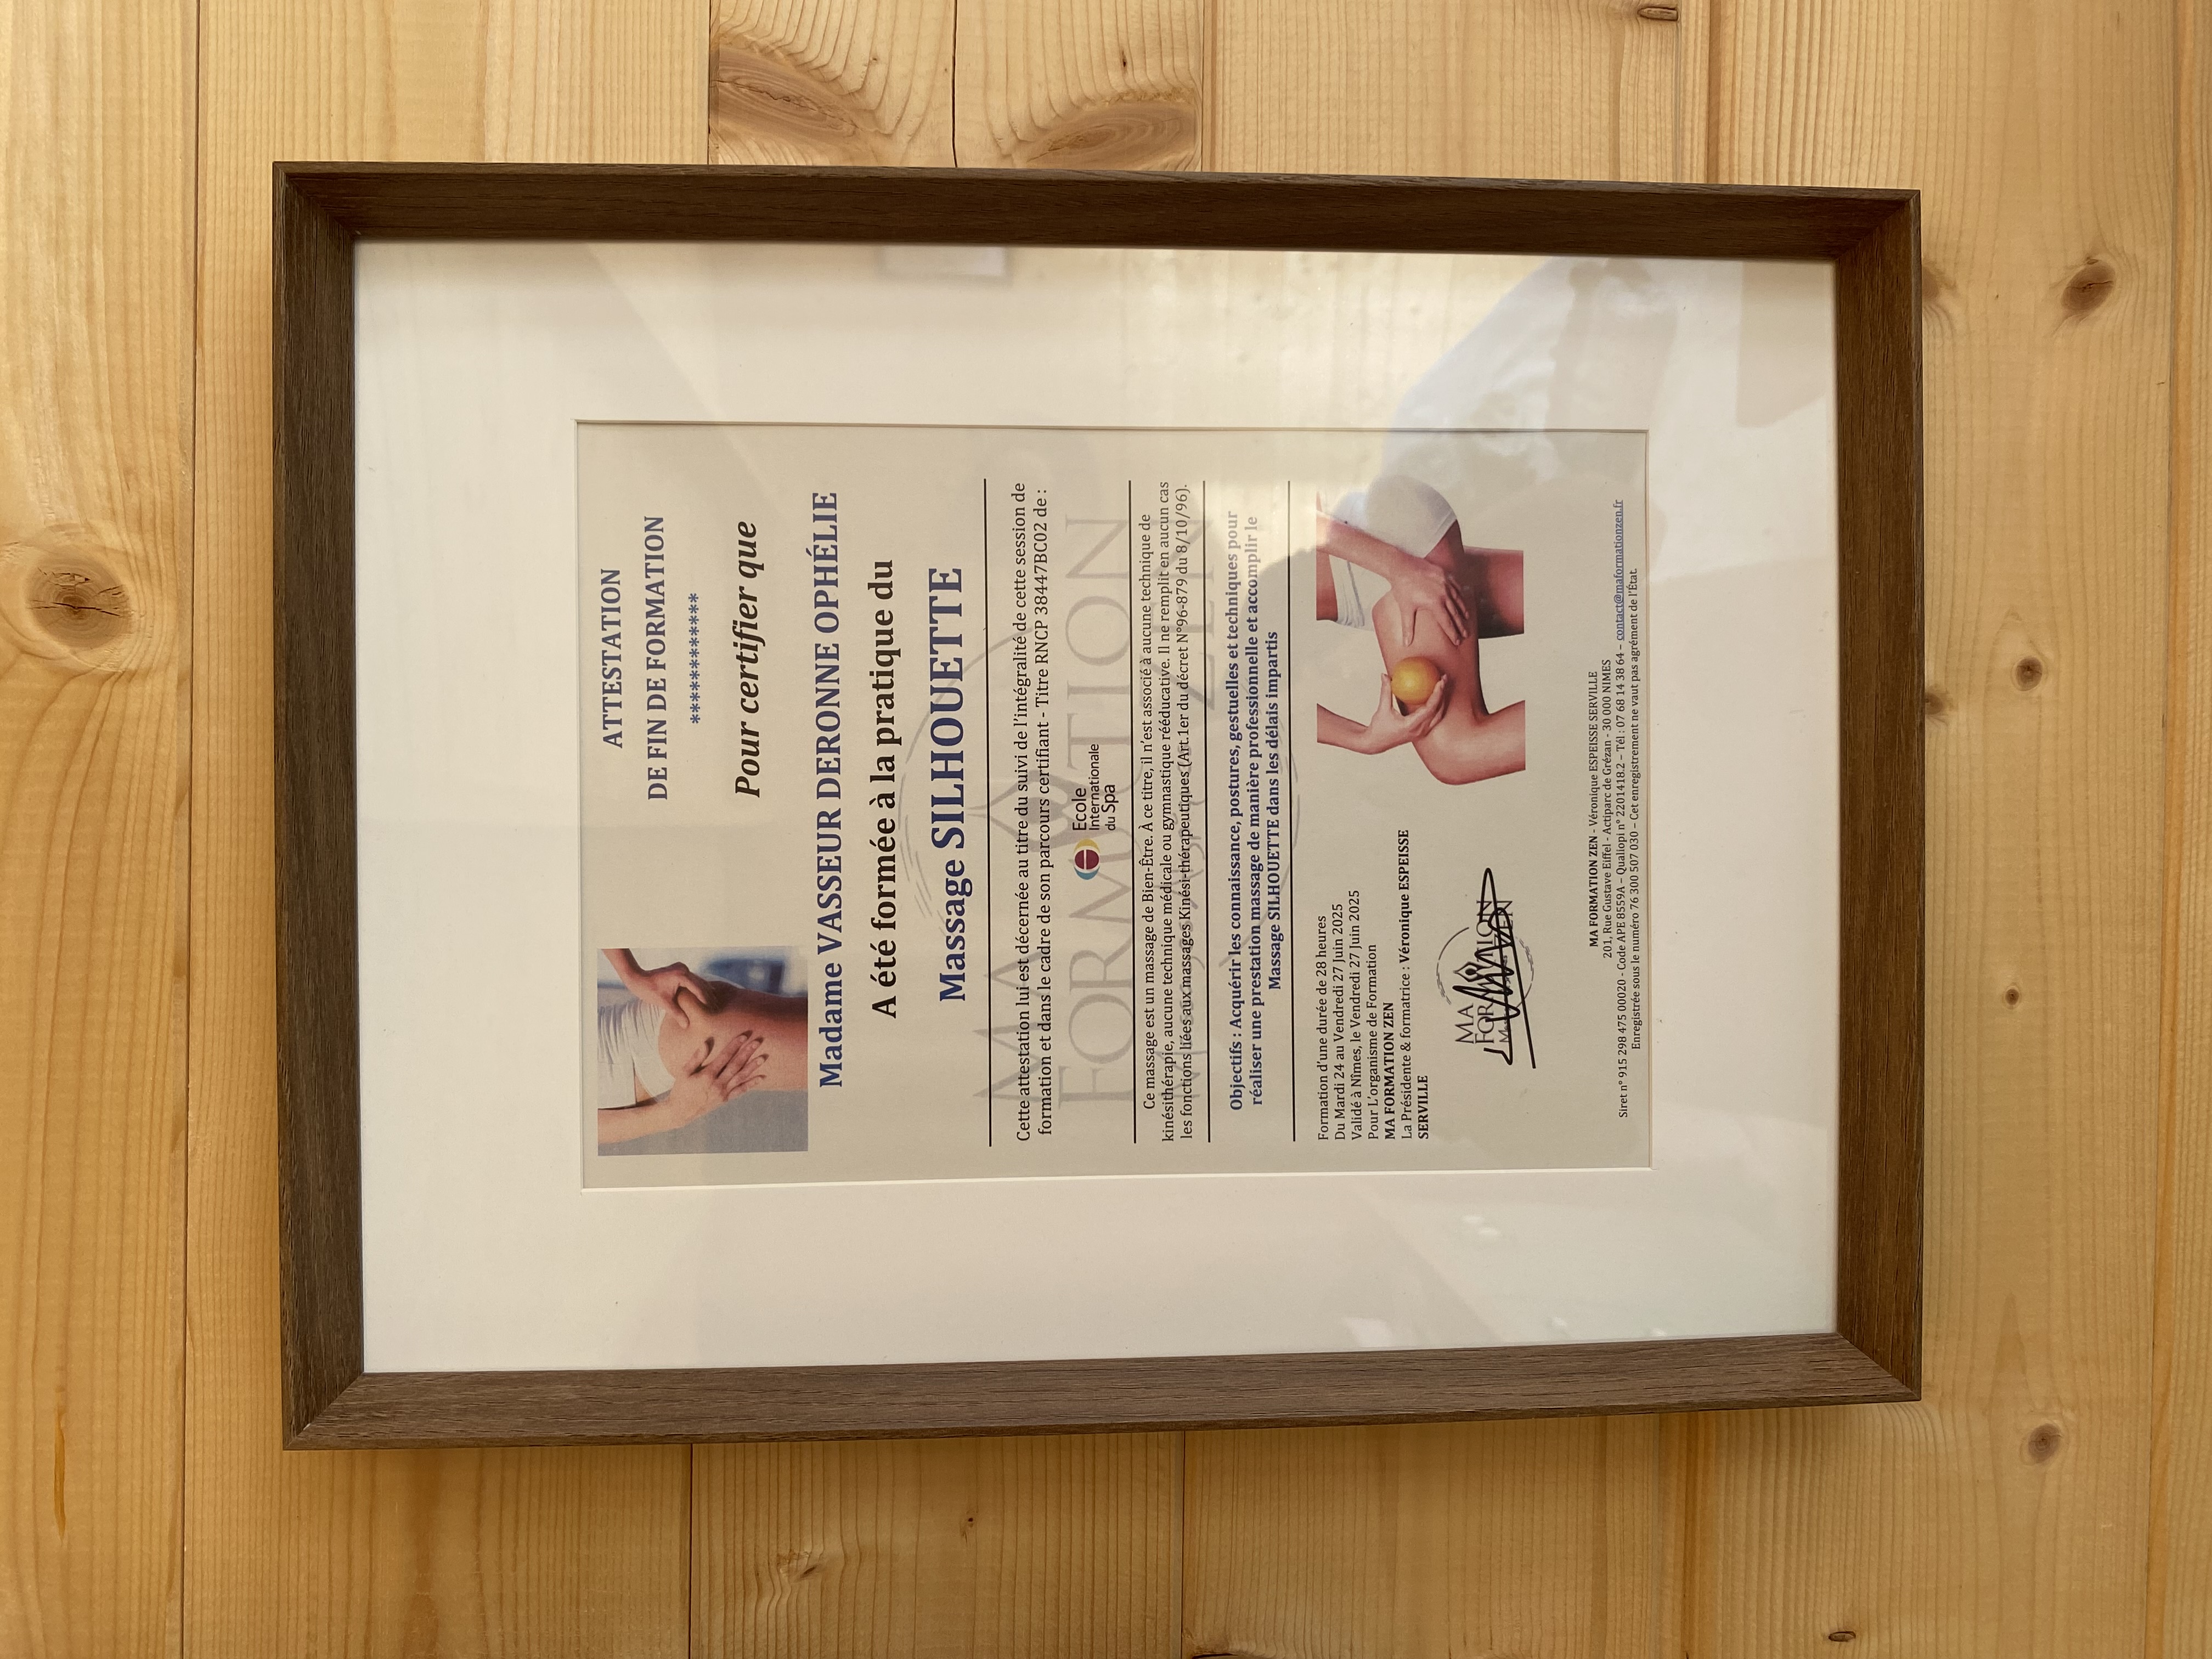 ATTESTATION
DE FIN DE FORMATION
***********
Pour certifier que
Madame VASSEUR DERONNE OPHÉLIE
A été formée à la pratique du
Massage SILHOUETTE
Cette attestation lui est décernée au titre du suivi de l'intégralité de cette session de
formation et dans le cadre de son parcours certifiant - Titre RNCP 38447BC02 de :
Ecole
Internationale
du Spa
MA
FORMATION
ZEN
Ce massage est un massage de Bien-Être. À ce titre, il n'est associé à aucune technique de
kinésithérapie, aucune technique médicale ou gymnastique rééducative. Il ne remplit en aucun cas
les fonctions liées aux massages Kinési-thérapeutiques (Art.1er du décret N°96-879 du 8/10/96).
Objectifs : Acquérir les connaissance, postures, gestuelles et techniques pour
réaliser une prestation massage de manière professionnelle et accomplir le
Massage SILHOUETTE dans les délais impartis
Formation d'une durée de 28 heures
Du Mardi 24 au Vendredi 27 Juin 2025
Validé à Nîmes, le Vendredi 27 Juin 2025
Pour L'organisme de Formation
MA FORMATION ZEN
La Présidente & formatrice : Véronique ESPEISSE
SERVILLE
MA
FORMATION
ZEN
MA FORMATION ZEN - Véronique ESPEISSE SERVILLE
201, Rue Gustave Eiffel - Actiparc de Grézan - 30 000 NIMES
Siret n° 915 298 475 000020 - Code APE 8559A – Qualiopi n° 2201418.2 – Tél : 07 68 14 38 64 – contact@maformationzen.fr
Enregistrée sous le numéro 76 300 507 030 – Cet enregistrement ne vaut pas agrément de l'État.